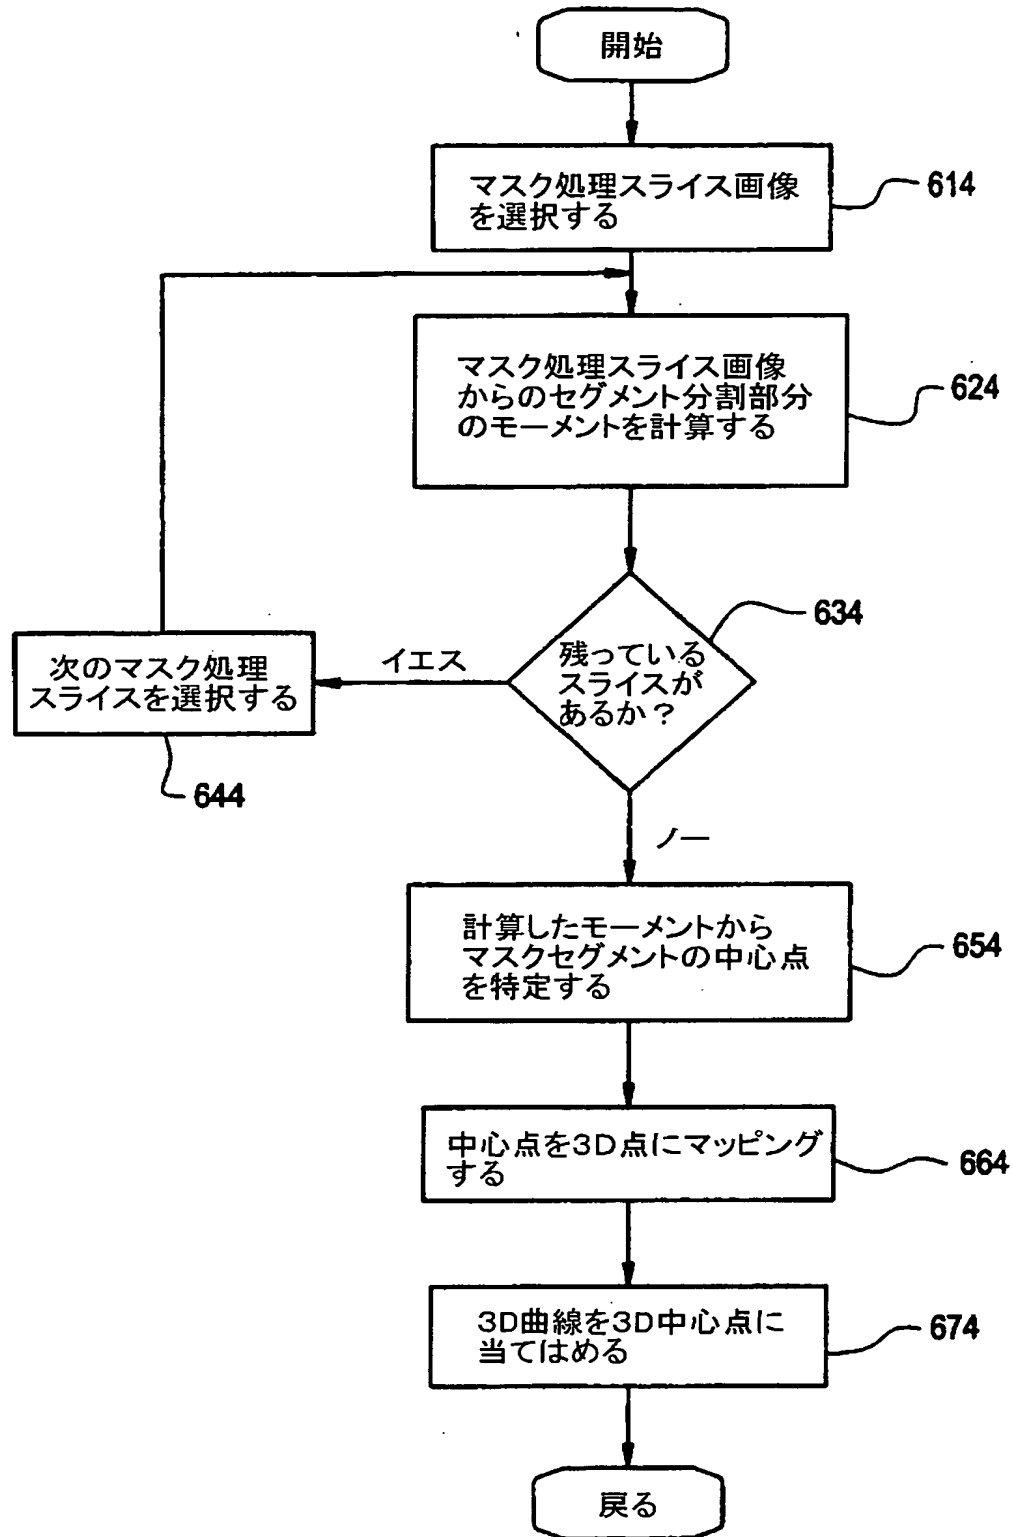 開始
マスク処理スライス画像
を選択する
614
マスク処理スライス画像
からのセグメント分割部分
のモーメントを計算する
624
残っている
スライスが
あるか？
634
イエス
次のマスク処理
スライスを選択する
644
ノー
計算したモーメントから
マスクセグメントの中心点
を特定する
654
中心点を3D点にマッピング
する
664
3D曲線を3D中心点に
当てはめる
674
戻る